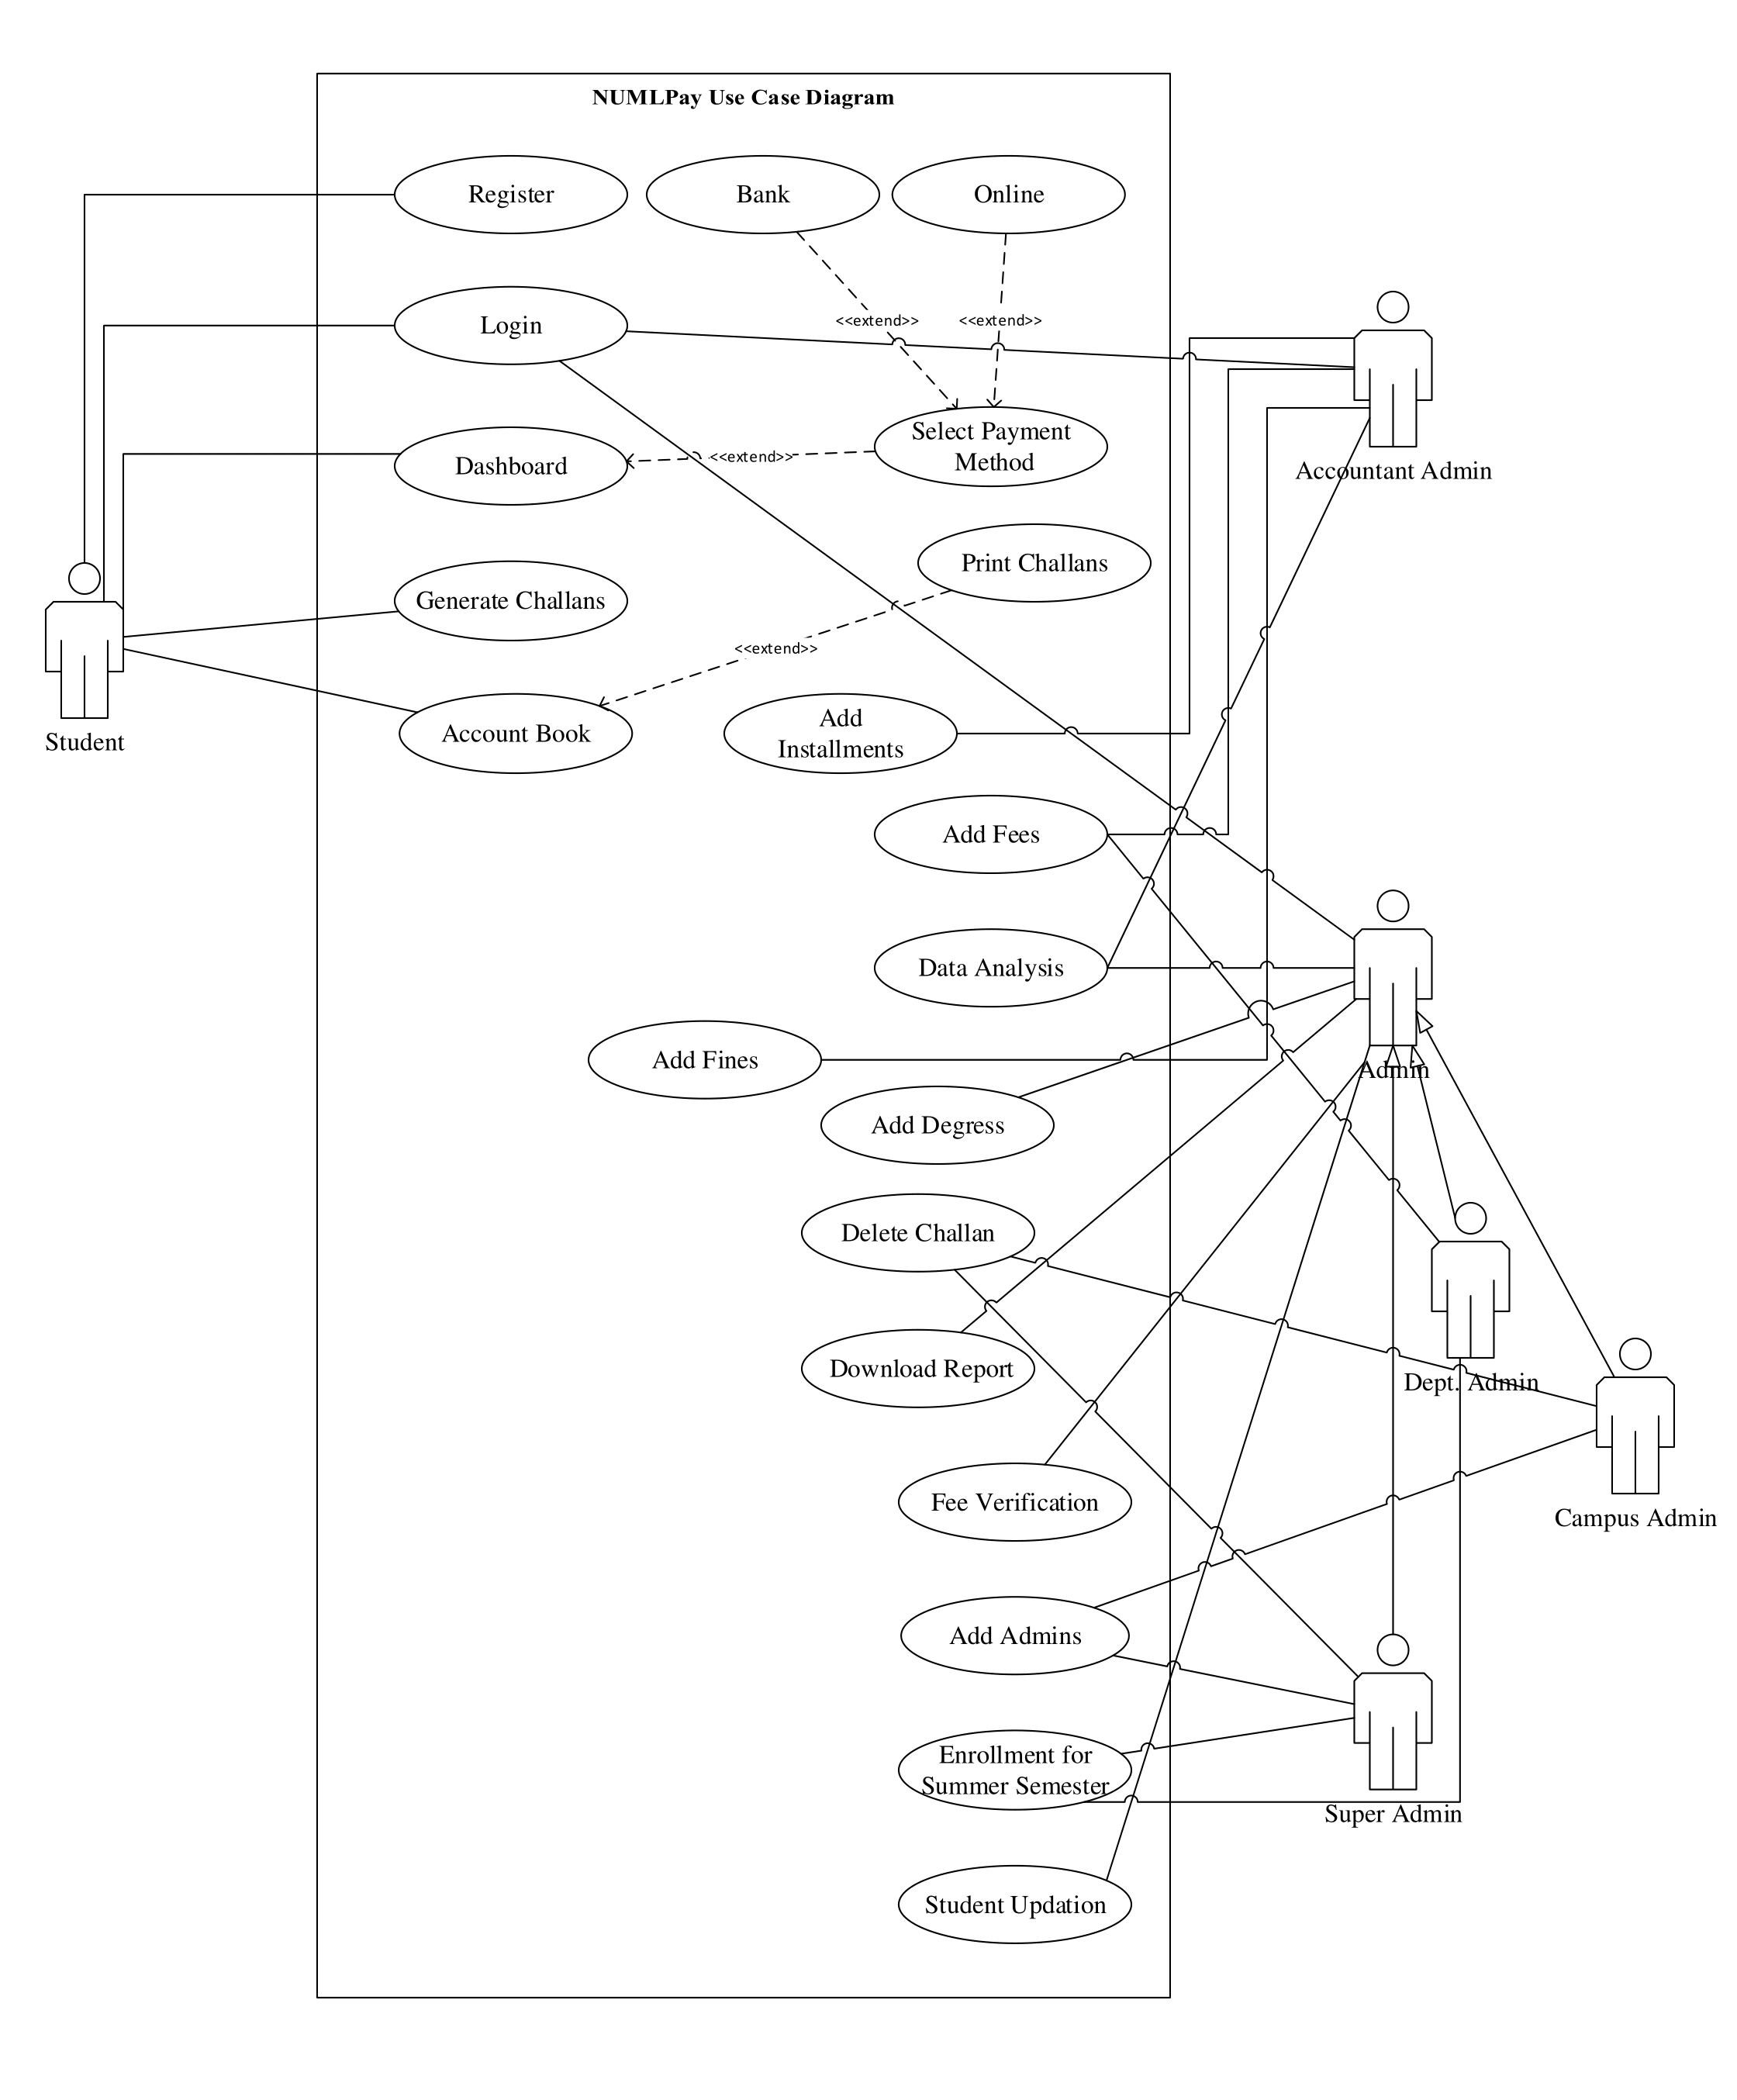 NUMLPay Use Case Diagram
Register
Bank
Online
Login
<<extend>>
<<extend>>
Select Payment
Method
Dashboard
<<extend>>
Accountant Admin
Print Challans
Generate Challans
<<extend>>
Student
Account Book
Add
Installments
Add Fees
Data Analysis
Add Fines
Admin
Add Degress
Delete Challan
Download Report
Dept. Admin
Fee Verification
Campus Admin
Add Admins
Enrollment for
Summer Semester
Super Admin
Student Updation